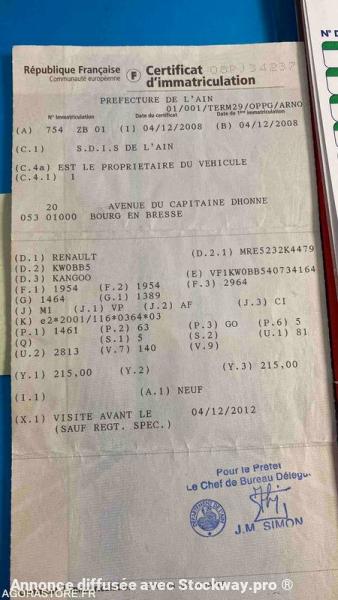 République Française
Communauté européenne
F
Certificat
d'immatriculation
PREFECTURE DE L'AIN
01/001/TERM29/OPPG/ARNO
N° Immatriculation Date du certificat Date de 1ère immatriculation
(A) 754 ZB 01 (1) 04/12/2008 (B) 04/12/2008
(C.1) S.D.I.S DE L'AIN
(C.4a) EST LE PROPRIETAIRE DU VEHICULE
(C.4.1) 1
20 AVENUE DU CAPITAINE DHONNE
053 01000 BOURG EN BRESSE
(D.1) RENAULT (D.2.1) MRE5232K4479
(D.2) KW0BB5
(D.3) KANGOO (E) VF1KW0BB540734164
(F.1) 1954 (F.2) 1954 (F.3) 2964
(G) 1464 (G.1) 1389
(J) M1 (J.1) VP (J.2) AF (J.3) CI
(K) e2*2001/116*0364*03
(P.1) 1461 (P.2) 63 (P.3) GO (P.6) 5
(Q) (S.1) 5 (S.2) (U.1) 81
(U.2) 2813 (V.7) 140 (V.9)
(Y.1) 215,00 (Y.2) (Y.3) 215,00
(I.1) (A.1) NEUF
(X.1) VISITE AVANT LE 04/12/2012
(SAUF REGT. SPEC.)
Pour le Préfet
Le Chef de Bureau Délégué
J.M SIMON
Annonce diffusée avec Stockway.pro ®
AGORASTORE.FR